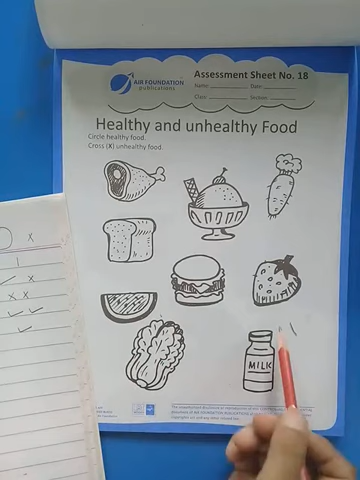 AIR FOUNDATION
publications
Assessment Sheet No. 18
Name: Date:
Class: Section:
Healthy and unhealthy Food
Circle healthy food.
Cross (X) unhealthy food.
MILK